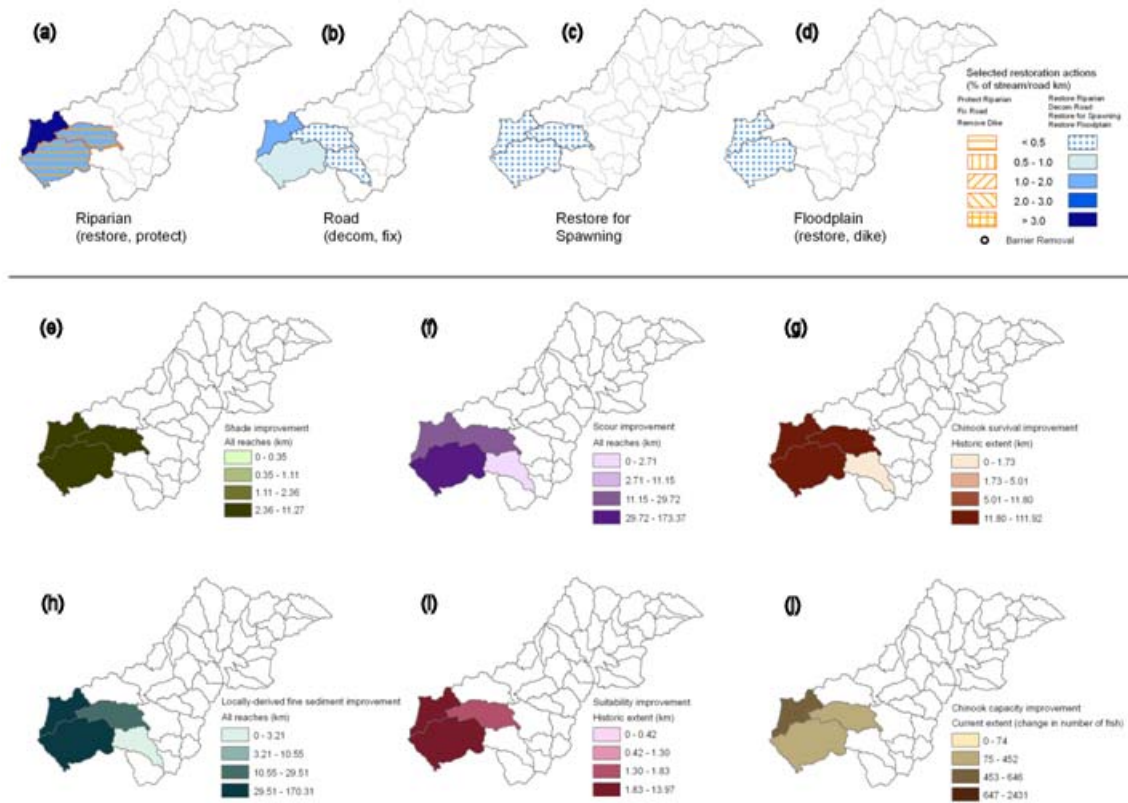 (a)
(b)
(c)
(d)
Riparian
(restore, protect)
Road
(decom, fix)
Restore for
Spawning
Floodplain
(restore, dike)
Selected restoration actions
(% of stream/road km)
Protect Riparian
Fix Road
Remove Dike
Restore Riparian
Decom Road
Restore for Spawning
Restore Floodplain
< 0.5
0.5 - 1.0
1.0 - 2.0
2.0 - 3.0
> 3.0
Barrier Removal
(e)
Shade improvement
All reaches (km)
0 - 0.35
0.35 - 1.11
1.11 - 2.36
2.36 - 11.27
(f)
Scour improvement
All reaches (km)
0 - 2.71
2.71 - 11.15
11.15 - 29.72
29.72 - 173.37
(g)
Chinook survival improvement
Historic extent (km)
0 - 1.73
1.73 - 5.01
5.01 - 11.80
11.80 - 111.92
(h)
Locally-derived fine sediment improvement
All reaches (km)
0 - 3.21
3.21 - 10.55
10.55 - 29.51
29.51 - 170.31
(i)
Suitability improvement
Historic extent (km)
0 - 0.42
0.42 - 1.30
1.30 - 1.83
1.83 - 13.97
(j)
Chinook capacity improvement
Current extent (change in number of fish)
0 - 74
75 - 452
453 - 646
647 - 2431